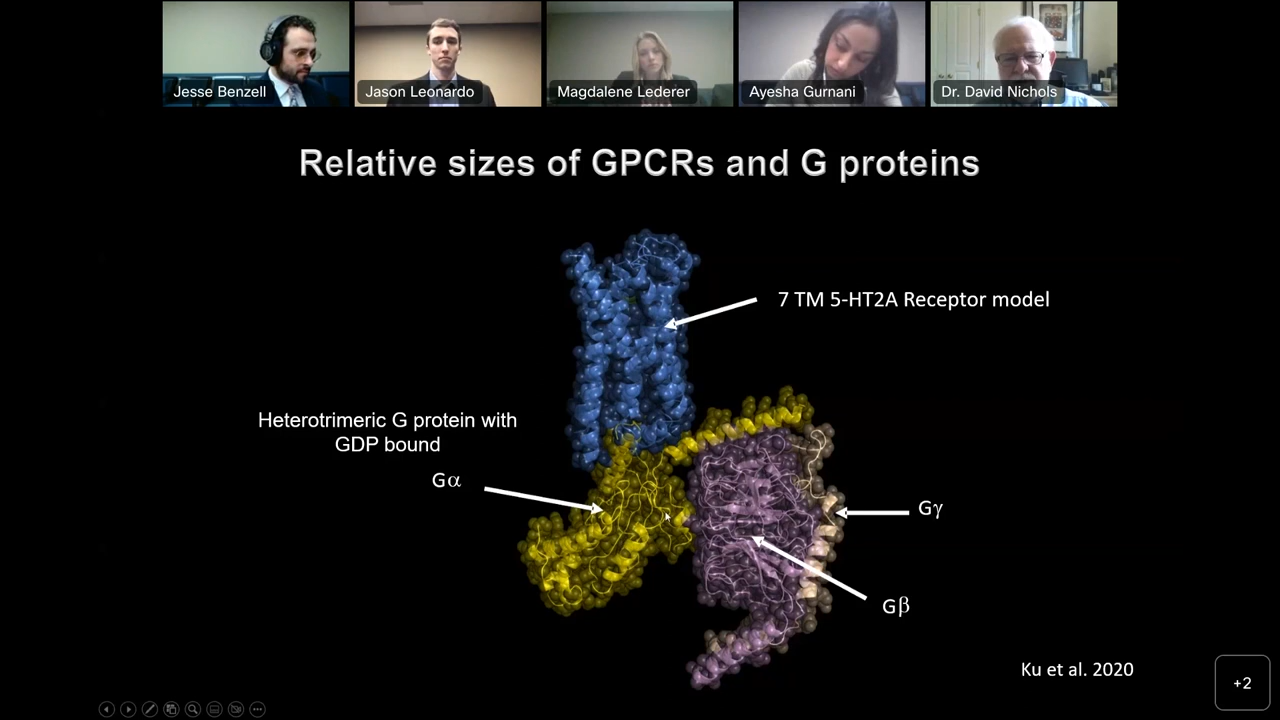 Jesse Benzell
Jason Leonardo
Magdalene Lederer
Ayesha Gurnani
Dr. David Nichols
Relative sizes of GPCRs and G proteins
7 TM 5-HT2A Receptor model
Heterotrimeric G protein with
GDP bound
Gα
Gγ
Gβ
Ku et al. 2020
+2